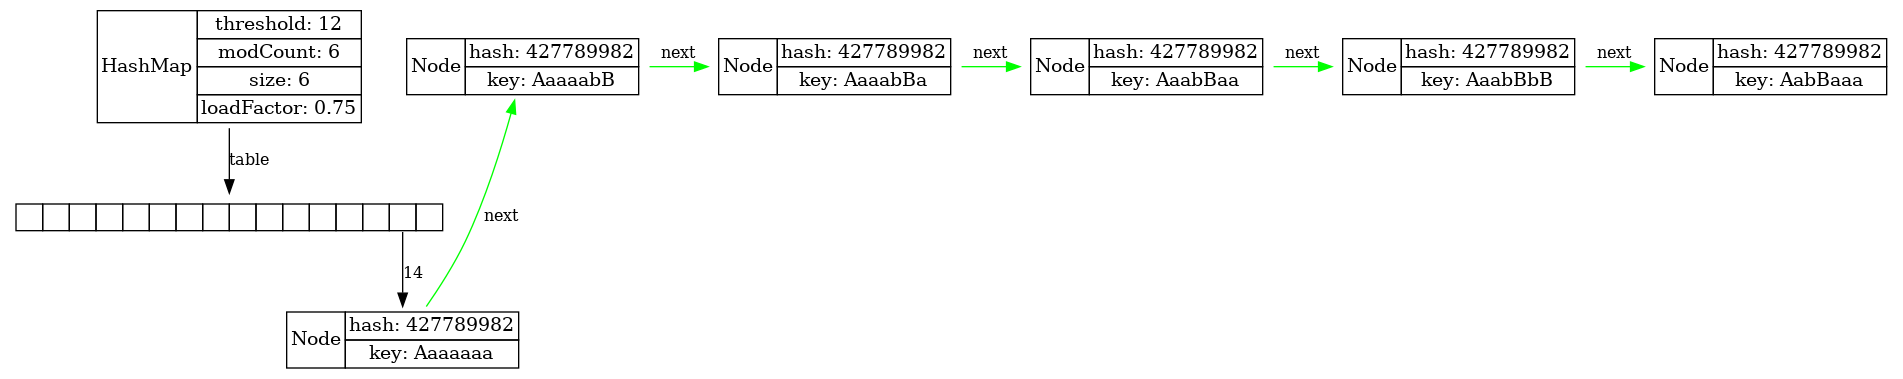 HashMap
threshold: 12
modCount: 6
size: 6
loadFactor: 0.75
Node
hash: 427789982
key: AaaaabB
next
Node
hash: 427789982
key: AaaabBa
next
Node
hash: 427789982
key: AaabBaa
next
Node
hash: 427789982
key: AaabBbB
next
Node
hash: 427789982
key: AabBaaa
table
next
14
Node
hash: 427789982
key: Aaaaaaa